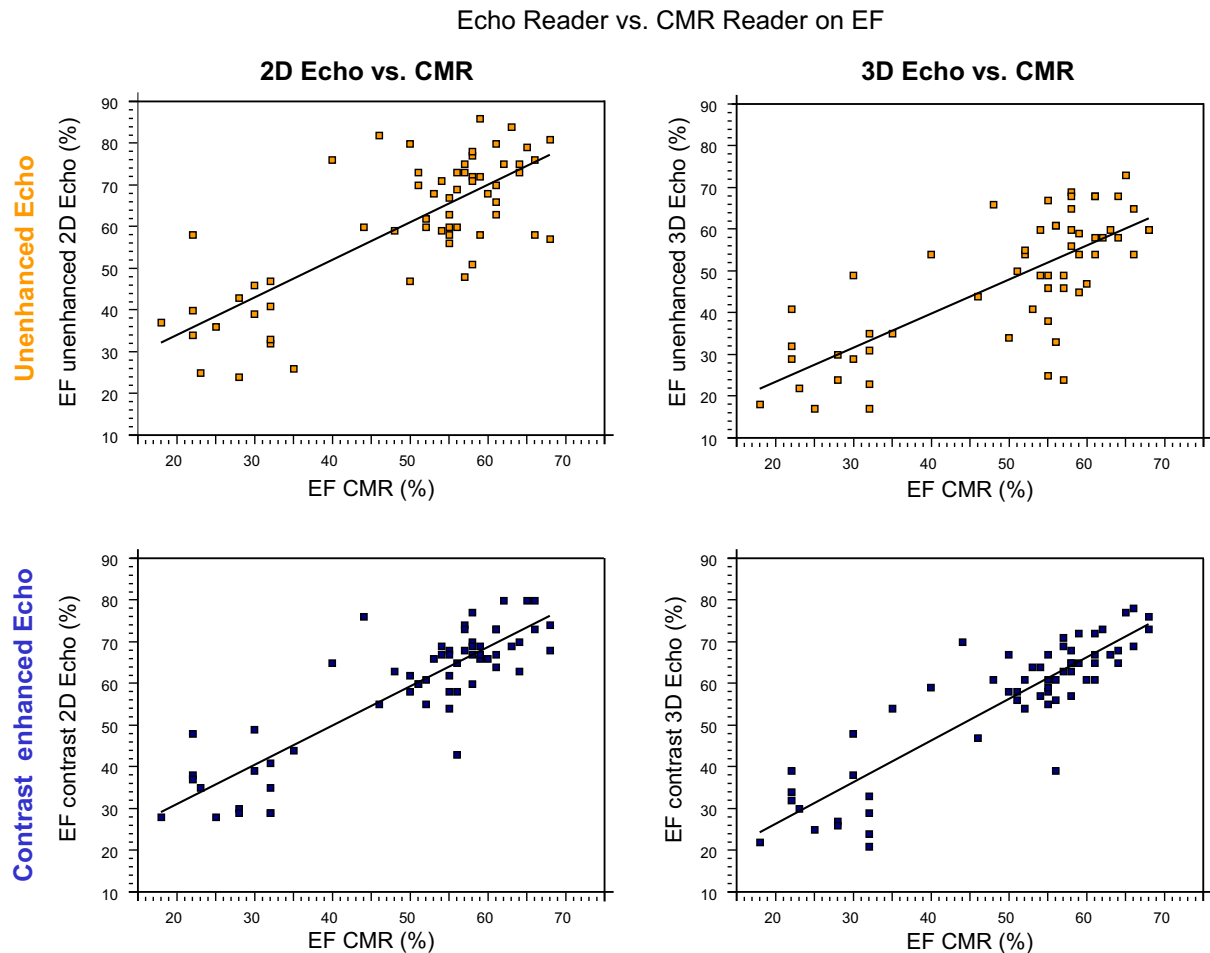 Echo Reader vs. CMR Reader on EF
2D Echo vs. CMR
3D Echo vs. CMR
Unenhanced Echo
EF unenhanced 2D Echo (%)
90
80
70
60
50
40
30
20
10
20 30 40 50 60 70
EF CMR (%)
EF unenhanced 3D Echo (%)
90
80
70
60
50
40
30
20
10
20 30 40 50 60 70
EF CMR (%)
Contrast enhanced Echo
EF contrast 2D Echo (%)
90
80
70
60
50
40
30
20
10
20 30 40 50 60 70
EF CMR (%)
EF contrast 3D Echo (%)
90
80
70
60
50
40
30
20
10
20 30 40 50 60 70
EF CMR (%)